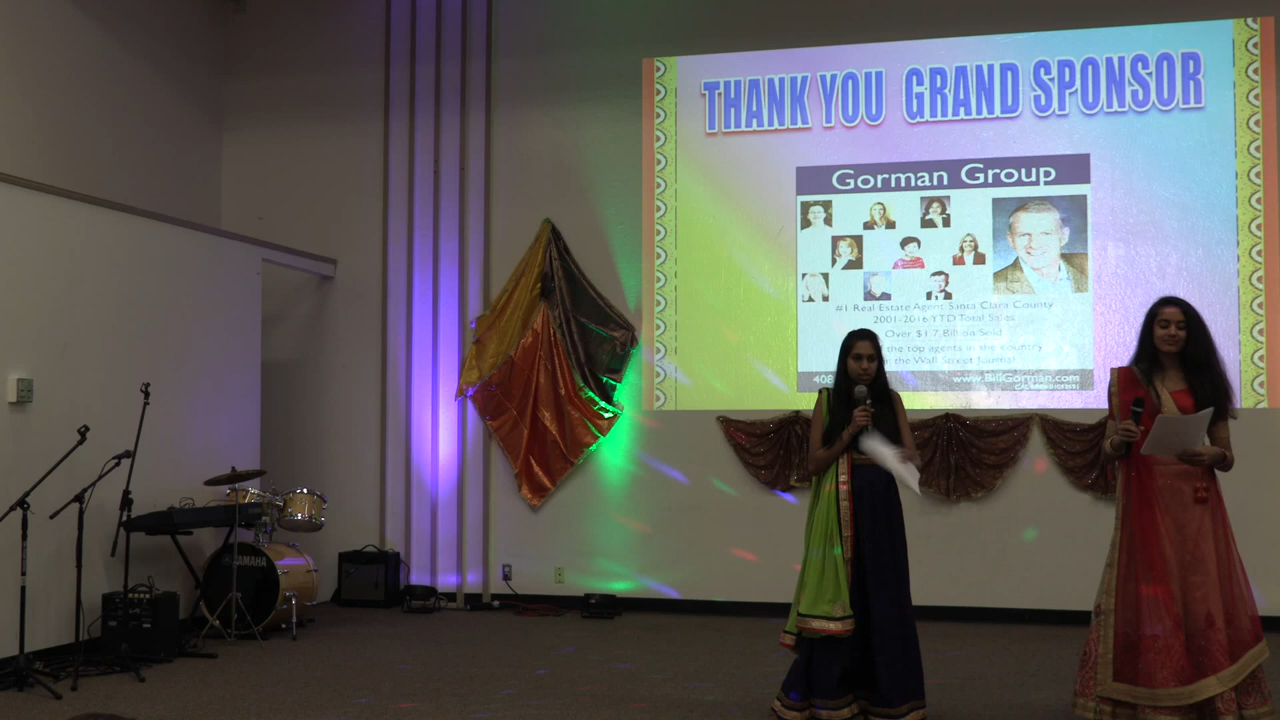 THANK YOU GRAND SPONSOR
Gorman Group
#1 Real Estate Agent Santa Clara County
2001-2016 YTD Total Sales
Over $1.7 Billion Sold
the top agents in the country
the Wall Street Journal
408
www.BillGorman.com
YAMAHA